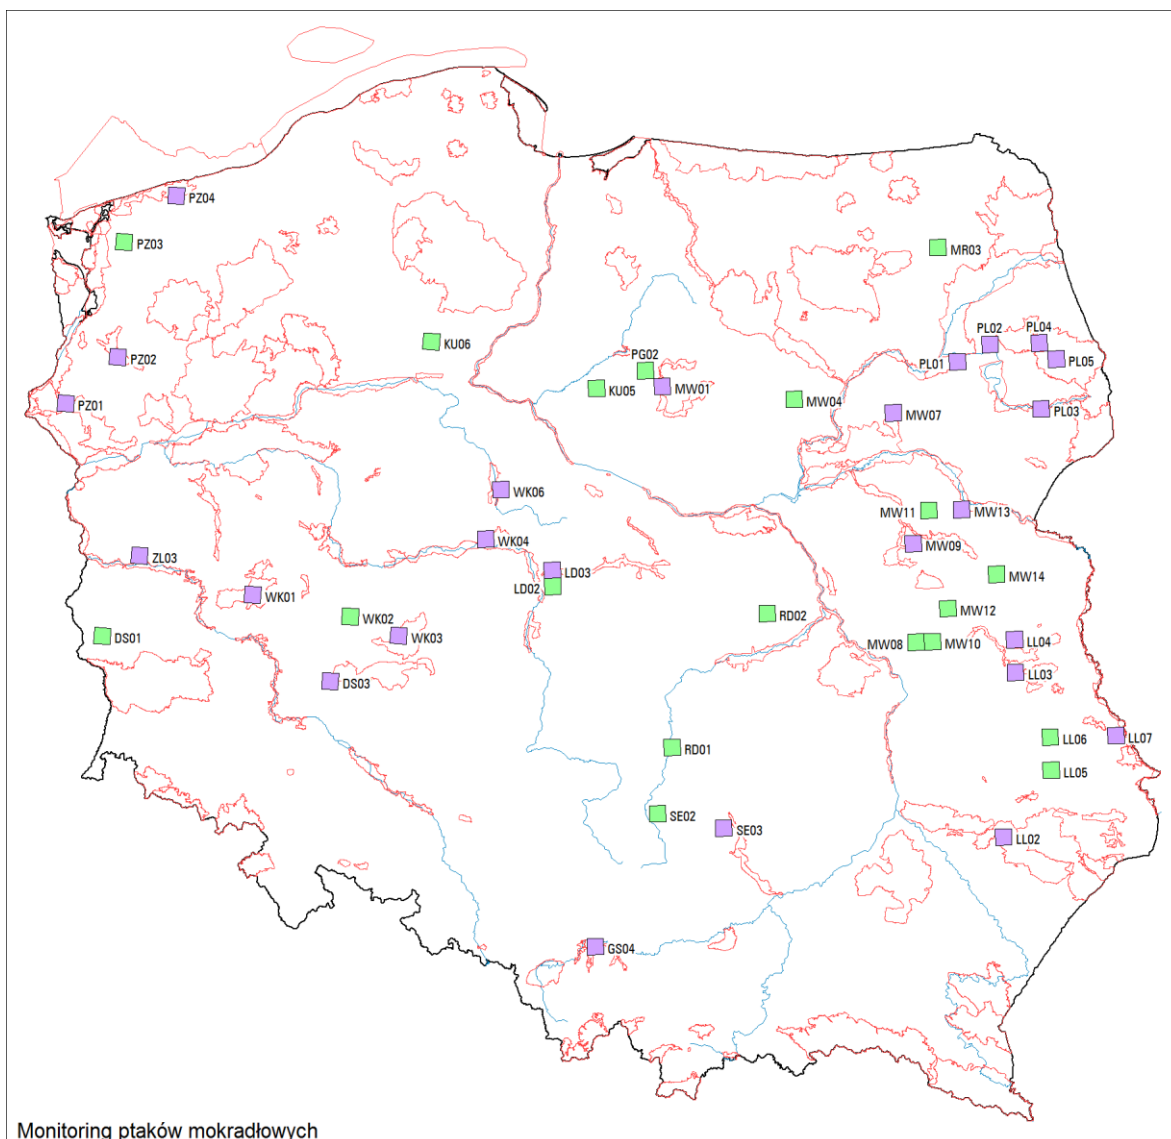 PZ04
PZ03
MR03
PL02
PL04
KU06
PZ02
PL01
PL05
PG02
KU05
MW01
MW04
PZ01
MW07
PL03
WK06
MW11
MW13
WK04
MW09
ZL03
LD03
LD02
MW14
WK01
WK02
RD02
MW12
DS01
WK03
MW08
MW10
LL04
LL03
DS03
LL06
LL07
RD01
LL05
SE02
SE03
LL02
GS04
Monitoring ptaków mokradłowych